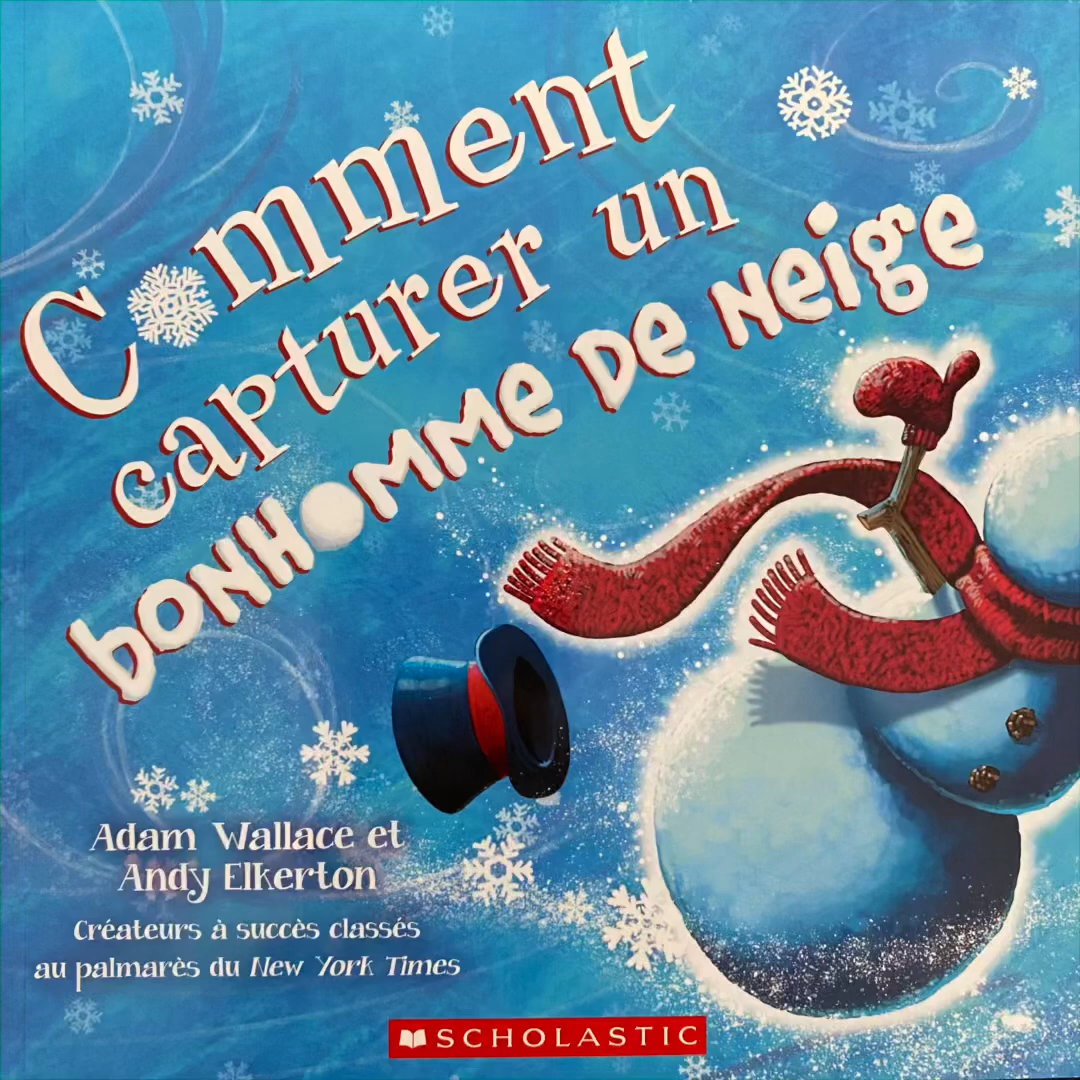 Comment
capturer un
bonhomme de neige
Adam Wallace et
Andy Elkerton
Créateurs à succès classés
au palmarès du New York Times
SCHOLASTIC